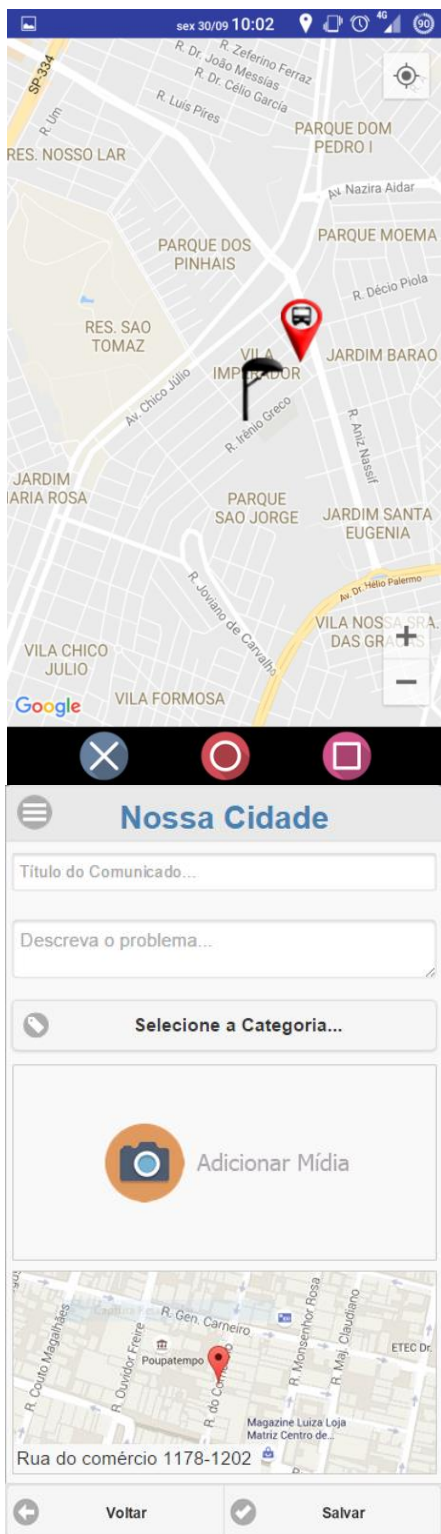 sex 30/09 10:02
4G
90
SP-334
R. Zeferino Ferraz
R. Dr. João Messias
R. Dr. Célio Garcia
R. Luís Pires
R. Um
PARQUE DOM
PEDRO I
RES. NOSSO LAR
Av. Nazira Aidar
PARQUE DOS
PINHAIS
PARQUE MOEMA
R. Décio Piola
RES. SAO
TOMAZ
VILA
IMPERADOR
JARDIM BARAO
Av. Chico Júlio
R. Irênio Greco
R. Aniz Nassif
JARDIM
MARIA ROSA
PARQUE
SAO JORGE
JARDIM SANTA
EUGENIA
Av. Dr. Hélio Palermo
R. Joviano de Carvalho
VILA NOSSA SRA.
DAS GRACAS
+
VILA CHICO
JULIO
−
Google
VILA FORMOSA
Nossa Cidade
Título do Comunicado...
Descreva o problema...
Selecione a Categoria...
Adicionar Mídia
R. Couto Magalhães
R. Ouvidor Freire
R. Gen. Carneiro
R. Monsenhor Rosa
R. Maj. Claudiano
ETEC Dr.
Poupatempo
R. do Comércio
Magazine Luiza Loja
Matriz Centro de...
Rua do comércio 1178-1202
Voltar
Salvar